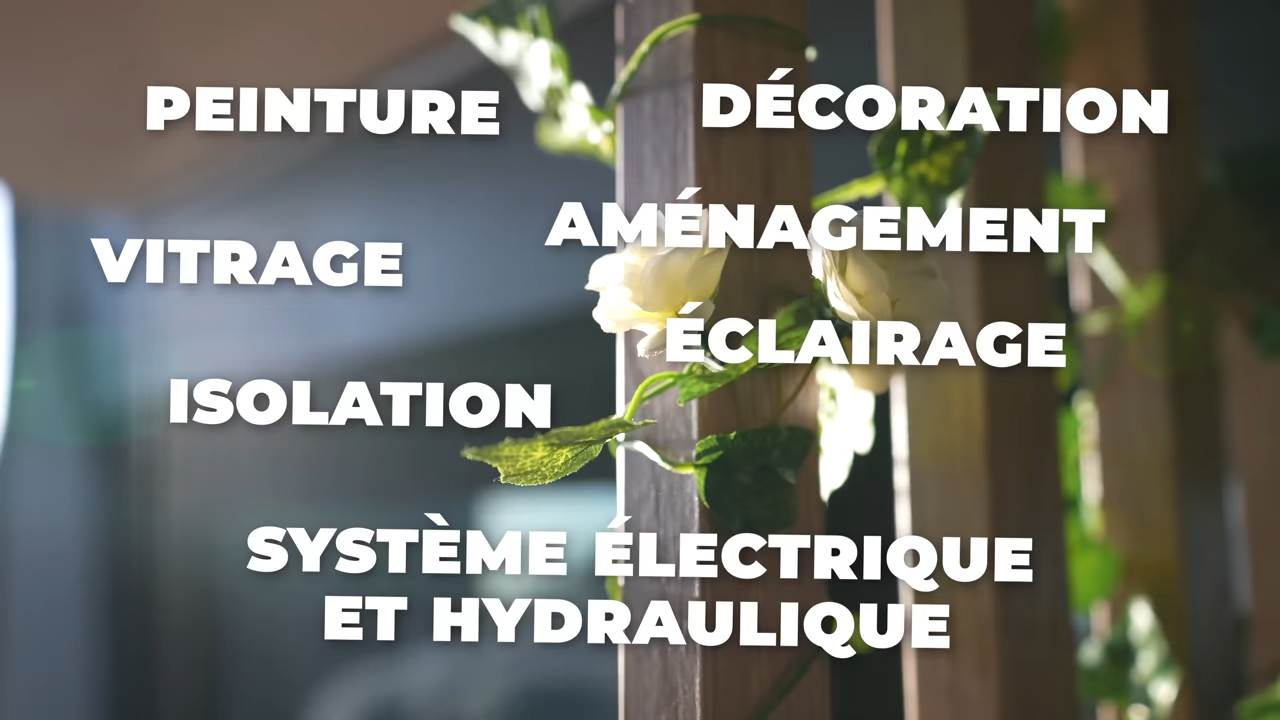 PEINTURE
DÉCORATION
AMÉNAGEMENT
VITRAGE
ÉCLAIRAGE
ISOLATION
SYSTÈME ÉLECTRIQUE
ET HYDRAULIQUE